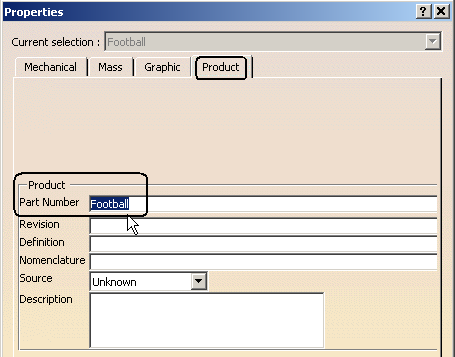 Properties
Current selection : Football
Mechanical Mass Graphic Product
Product
Part Number Football
Revision
Definition
Nomenclature
Source Unknown
Description